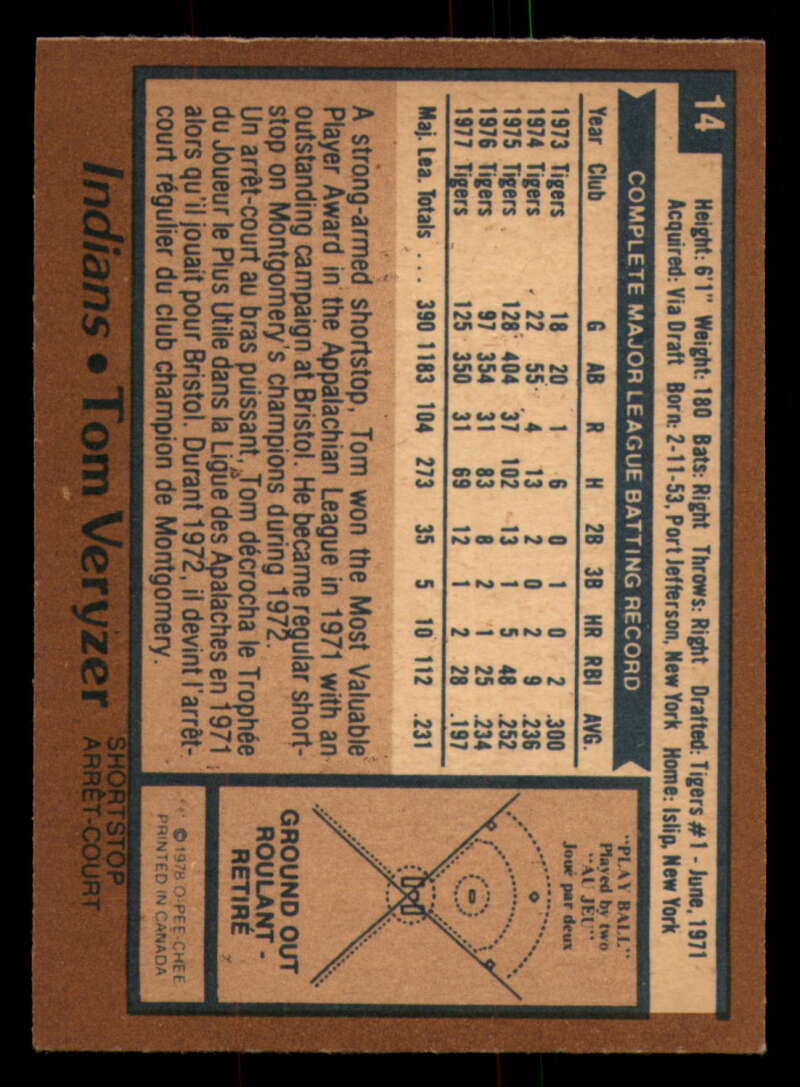 14
Height: 6'1" Weight: 180 Bats: Right Throws: Right Drafted: Tigers #1 - June, 1971
Acquired: Via Draft Born: 2-11-53, Port Jefferson, New York Home: Islip, New York
COMPLETE MAJOR LEAGUE BATTING RECORD
Year Club G AB R H 2B 3B HR RBI AVG.
1973 Tigers 18 20 1 6 0 1 0 2 .300
1974 Tigers 22 55 4 13 2 0 2 9 .236
1975 Tigers 128 404 37 102 13 1 5 48 .252
1976 Tigers 97 354 31 83 8 2 1 25 .234
1977 Tigers 125 350 31 69 12 1 2 28 .197
Maj. Lea. Totals ... 390 1183 104 273 35 5 10 112 .231
A strong-armed shortstop, Tom won the Most Valuable
Player Award in the Appalachian League in 1971 with an
outstanding campaign at Bristol. He became regular short-
stop on Montgomery's champions during 1972.
Un arrêt-court au bras puissant, Tom décrocha le Trophée
du Joueur le Plus Utile dans la Ligue des Apalaches en 1971
alors qu'il jouait pour Bristol. Durant 1972, il devint l'arrêt-
court régulier du club champion de Montgomery.
"PLAY BALL"
Played by two
"AU JEU"
Joué par deux
GROUND OUT
ROULANT -
RETIRÉ
© 1978 O-PEE-CHEE
PRINTED IN CANADA
Indians • Tom Veryzer
SHORTSTOP
ARRÊT-COURT